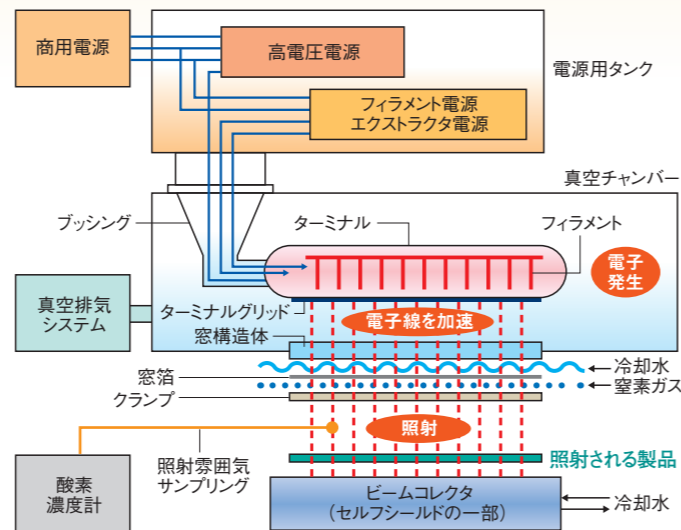 商用電源
高電圧電源
電源用タンク
フィラメント電源
エクストラクタ電源
真空チャンバー
ブッシング
ターミナル
フィラメント
電子
発生
真空排気
システム
ターミナルグリッド
電子線を加速
窓構造体
冷却水
窓箔
窒素ガス
クランプ
照射
照射される製品
照射雰囲気
サンプリング
酸素
濃度計
ビームコレクタ
(セルフシールドの一部)
冷却水